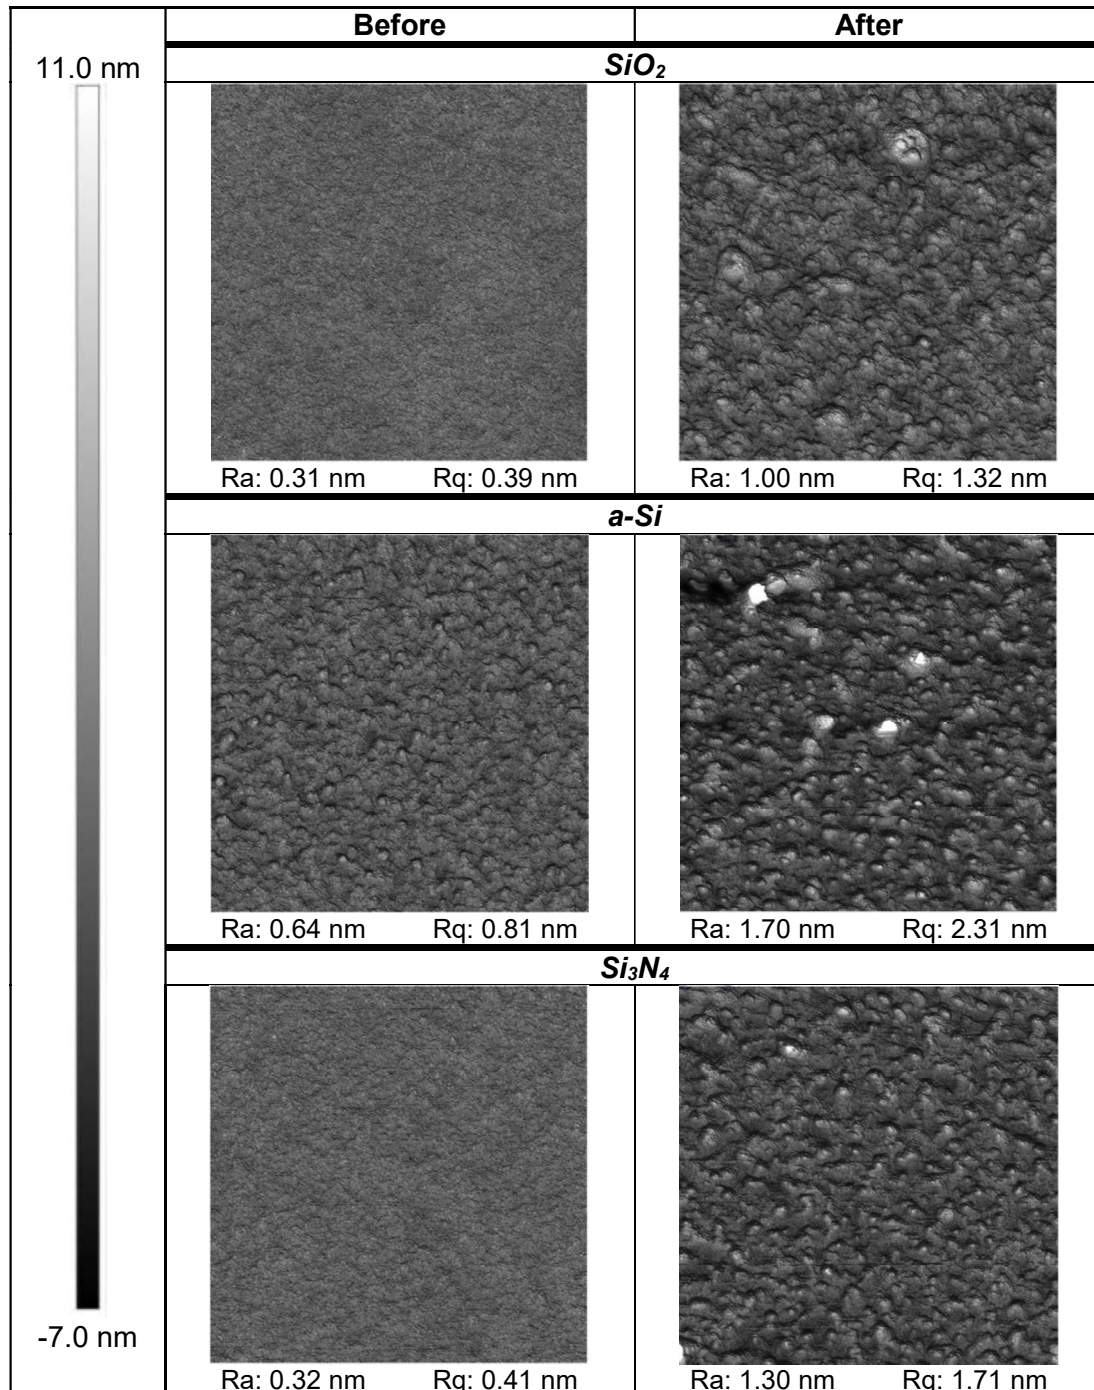 Before After
11.0 nm
SiO₂
Ra: 0.31 nm Rq: 0.39 nm Ra: 1.00 nm Rq: 1.32 nm
a-Si
Ra: 0.64 nm Rq: 0.81 nm Ra: 1.70 nm Rq: 2.31 nm
Si₃N₄
-7.0 nm
Ra: 0.32 nm Rq: 0.41 nm Ra: 1.30 nm Rq: 1.71 nm